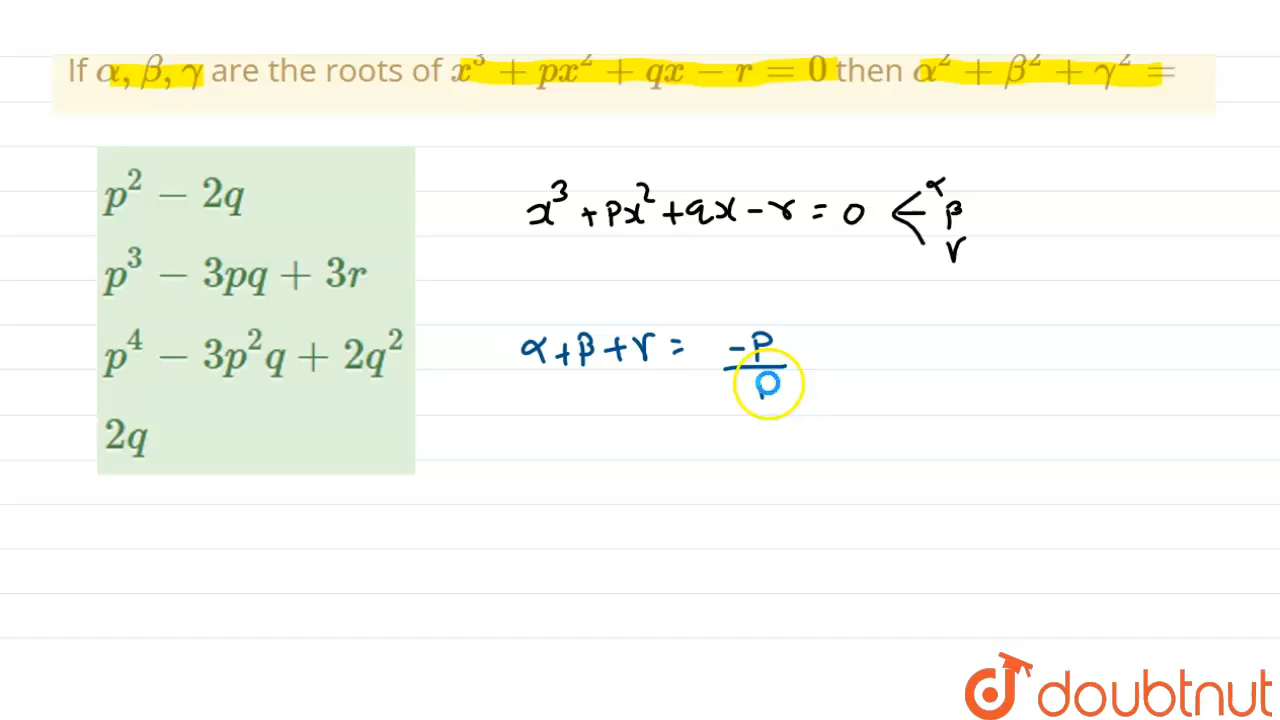 If α, β, γ are the roots of x³ + px² + qx − r = 0 then α² + β² + γ² =
p² − 2q
p³ − 3pq + 3r
p⁴ − 3p²q + 2q²
2q
x³ + px² + qx − r = 0 < α
β
γ
α + β + γ = −p
doubtnut